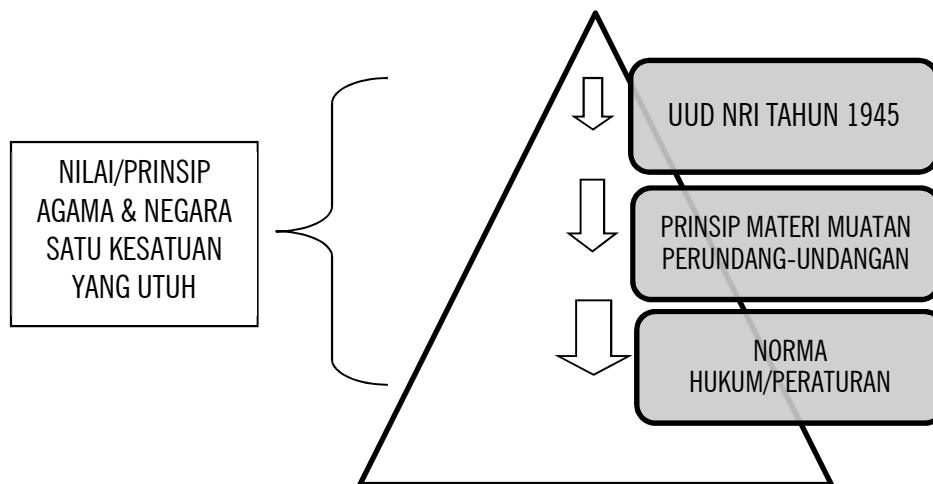 NILAI/PRINSIP
AGAMA & NEGARA
SATU KESATUAN
YANG UTUH
UUD NRI TAHUN 1945
PRINSIP MATERI MUATAN
PERUNDANG-UNDANGAN
NORMA
HUKUM/PERATURAN